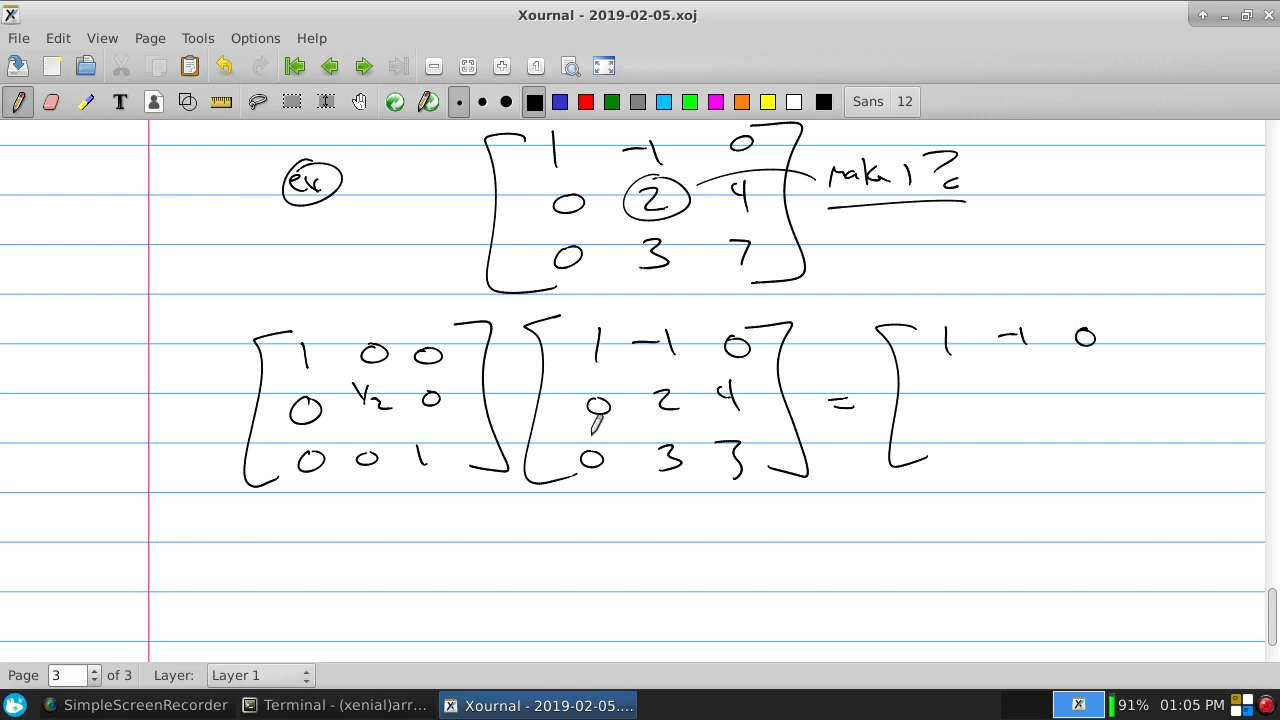 Xournal - 2019-02-05.xoj
File Edit View Page Tools Options Help
Sans 12
1 -1 0
ex 0 2 4 make 1 ?
0 3 7
1 0 0 1 -1 0 1 -1 0
0 1/2 0 0 2 4 =
0 0 1 0 3 3
Page 3 of 3 Layer: Layer 1
SimpleScreenRecorder Terminal - (xenial)arr... Xournal - 2019-02-05.... 91% 01:05 PM